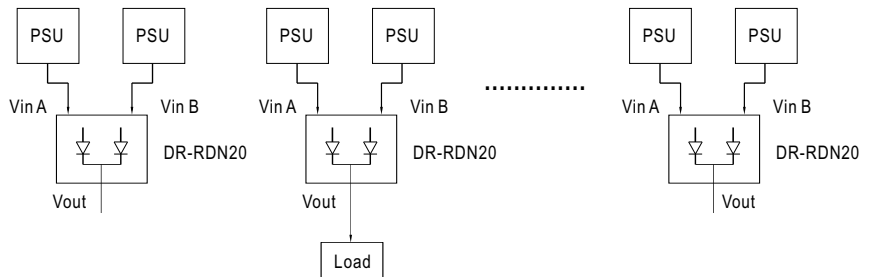 PSU PSU PSU PSU PSU PSU
Vin A Vin B Vin A Vin B Vin A Vin B
DR-RDN20 DR-RDN20 DR-RDN20
Vout Vout Vout
Load